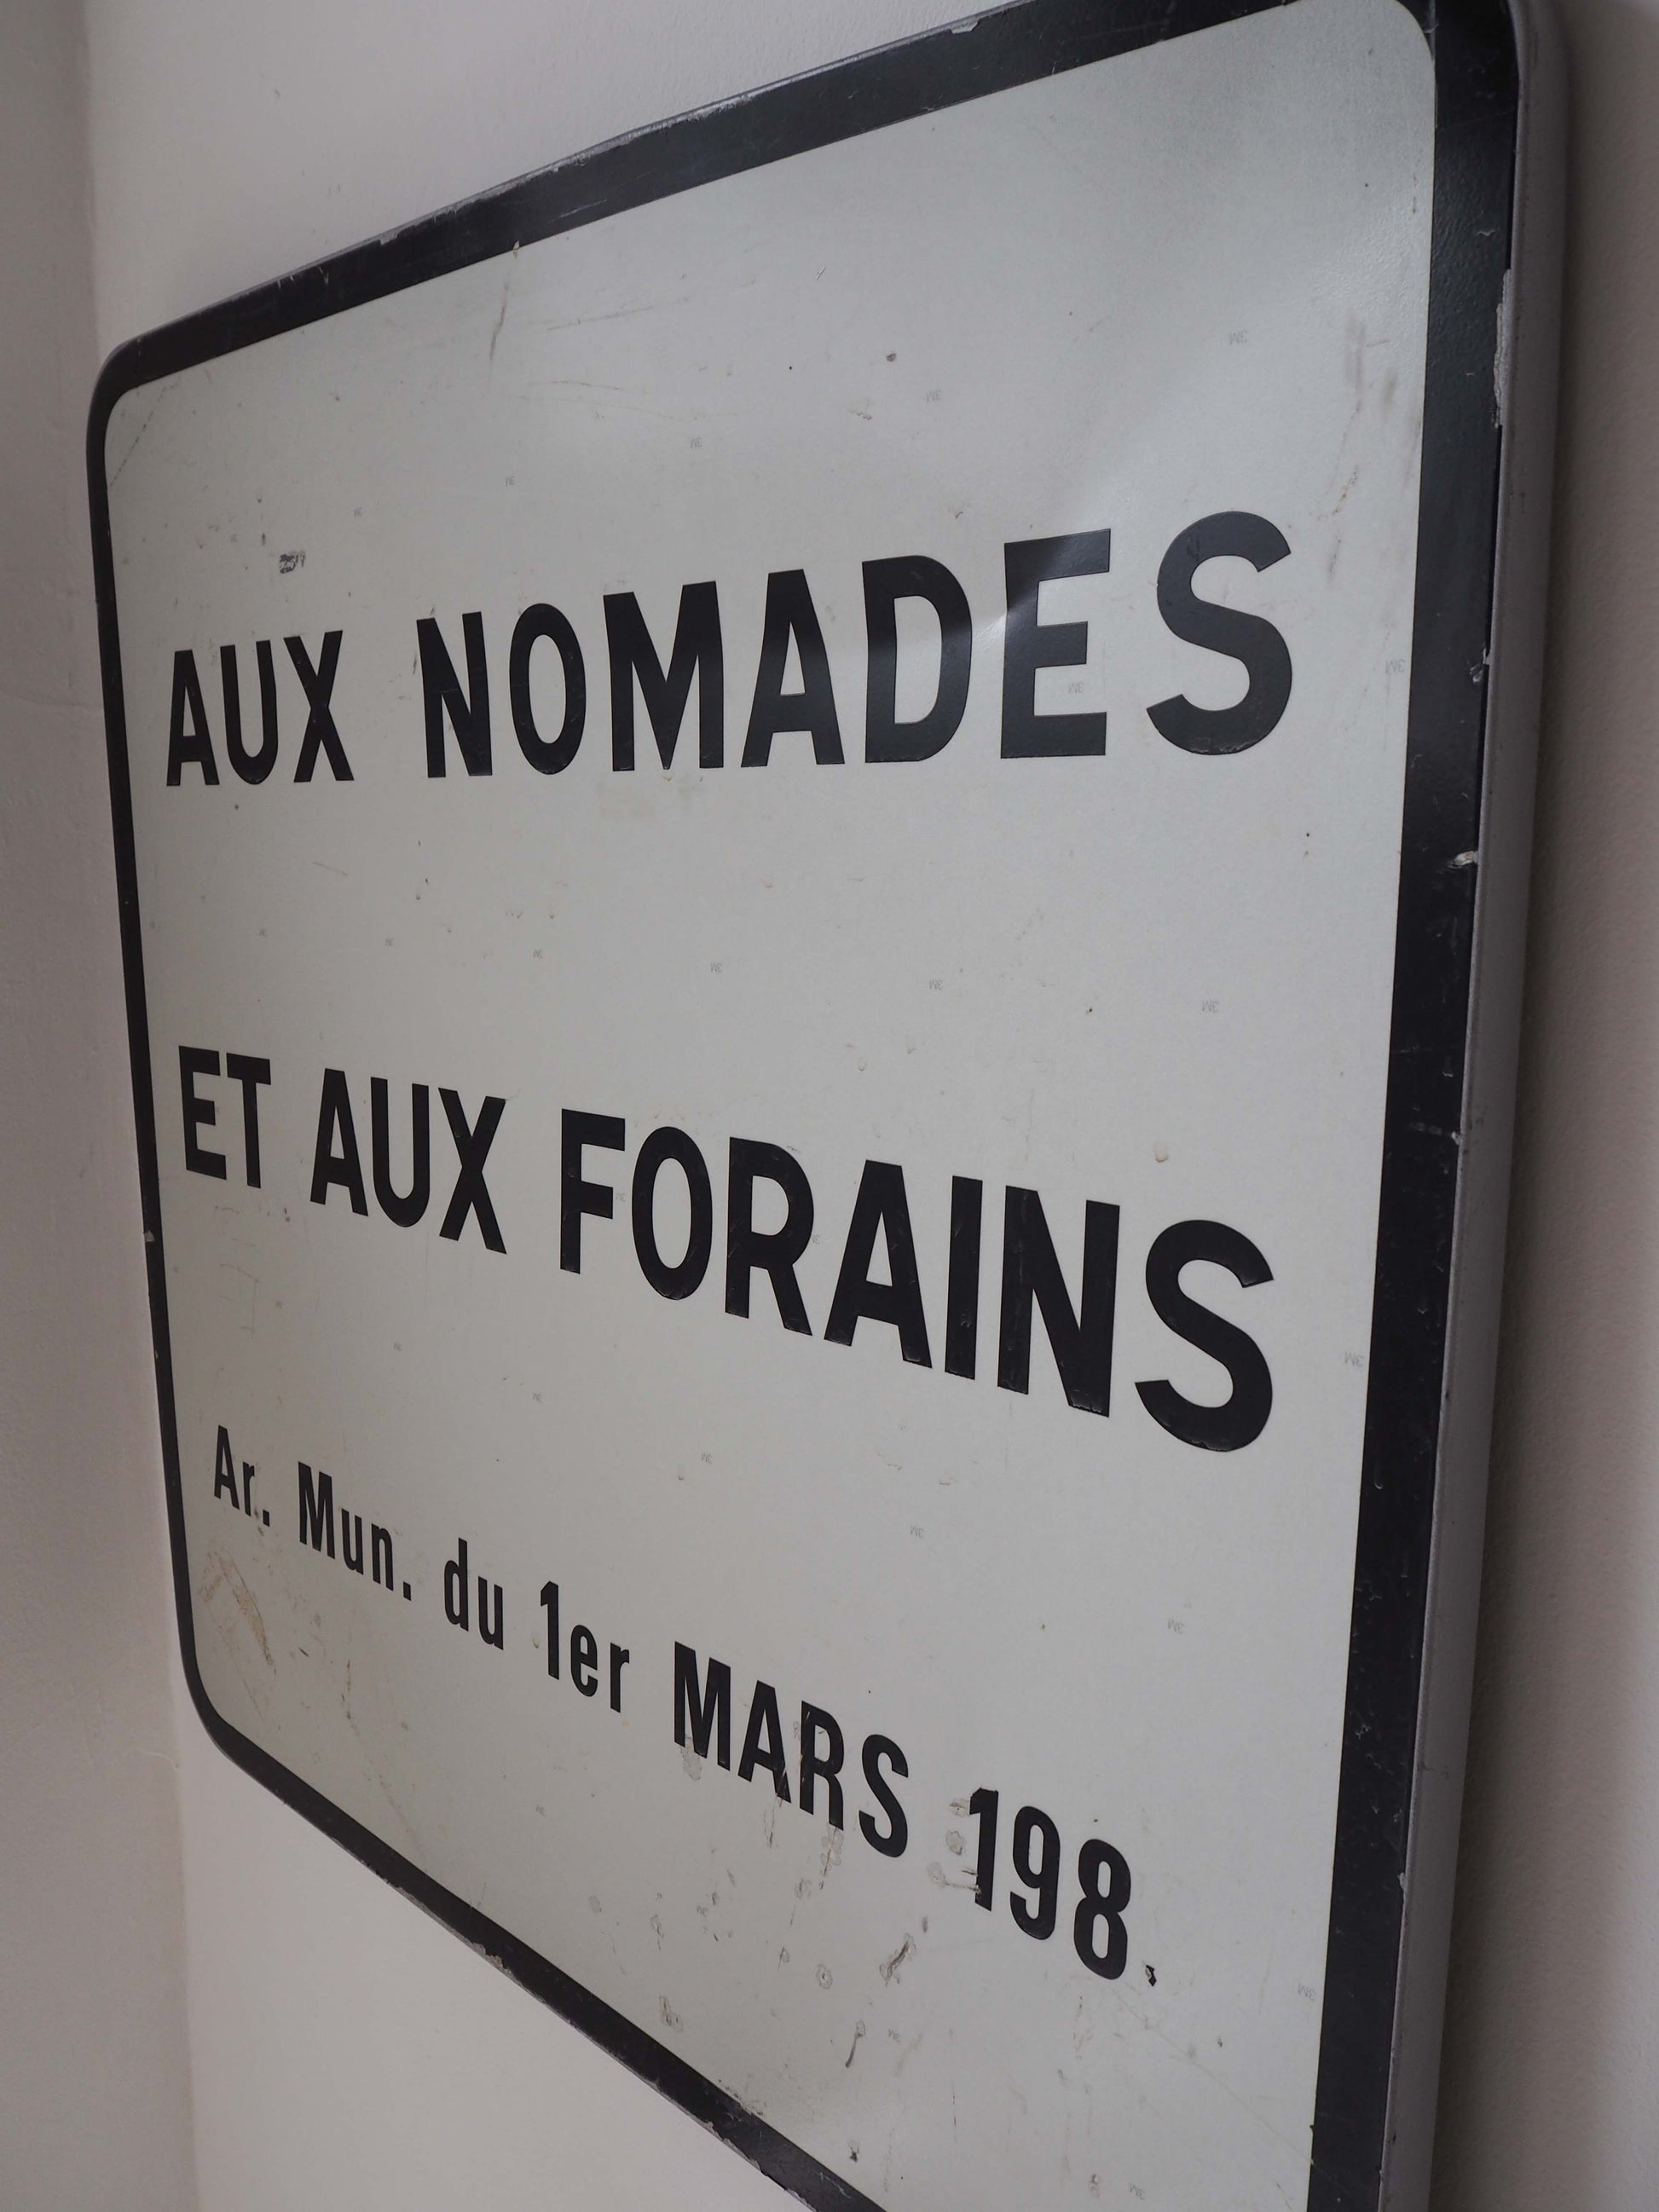 AUX NOMADES
ET AUX FORAINS
Ar. Mun. du 1er MARS 198